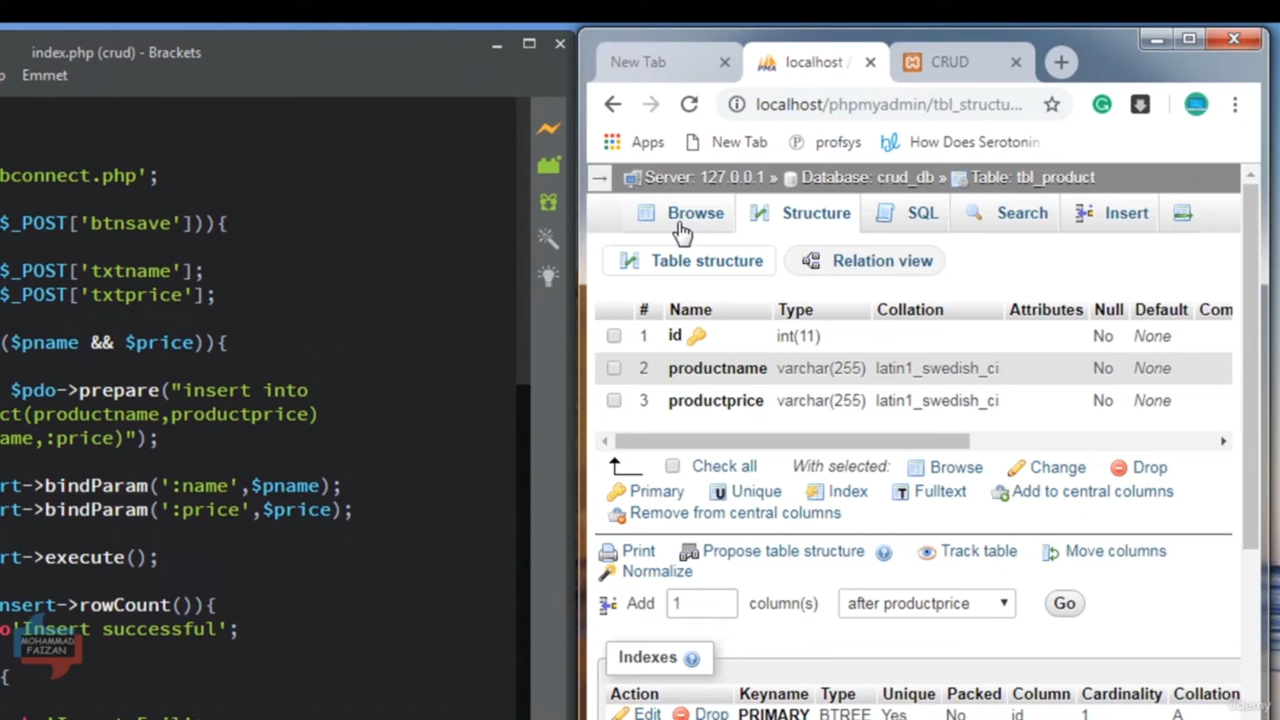 index.php (crud) - Brackets
Emmet
bconnect.php';
$_POST['btnsave'])){
$_POST['txtname'];
$_POST['txtprice'];
($pname && $price)){
$pdo->prepare("insert into
ct(productname,productprice)
ame,:price)");
rt->bindParam(':name',$pname);
rt->bindParam(':price',$price);
rt->execute();
nsert->rowCount()){
o'Insert successful';
{
MOHAMMAD
FAIZAN
New Tab
localhost /
CRUD
localhost/phpmyadmin/tbl_structu...
Apps New Tab profsys How Does Serotonin
Server: 127.0.0.1 » Database: crud_db » Table: tbl_product
Browse Structure SQL Search Insert
Table structure Relation view
# Name Type Collation Attributes Null Default Com
1 id int(11) No None
2 productname varchar(255) latin1_swedish_ci No None
3 productprice varchar(255) latin1_swedish_ci No None
Check all With selected: Browse Change Drop
Primary Unique Index Fulltext Add to central columns
Remove from central columns
Print Propose table structure Track table Move columns
Normalize
Add 1 column(s) after productprice Go
Indexes
Action Keyname Type Unique Packed Column Cardinality Collation
Edit Drop PRIMARY BTREE Yes No id 1 A
udemy